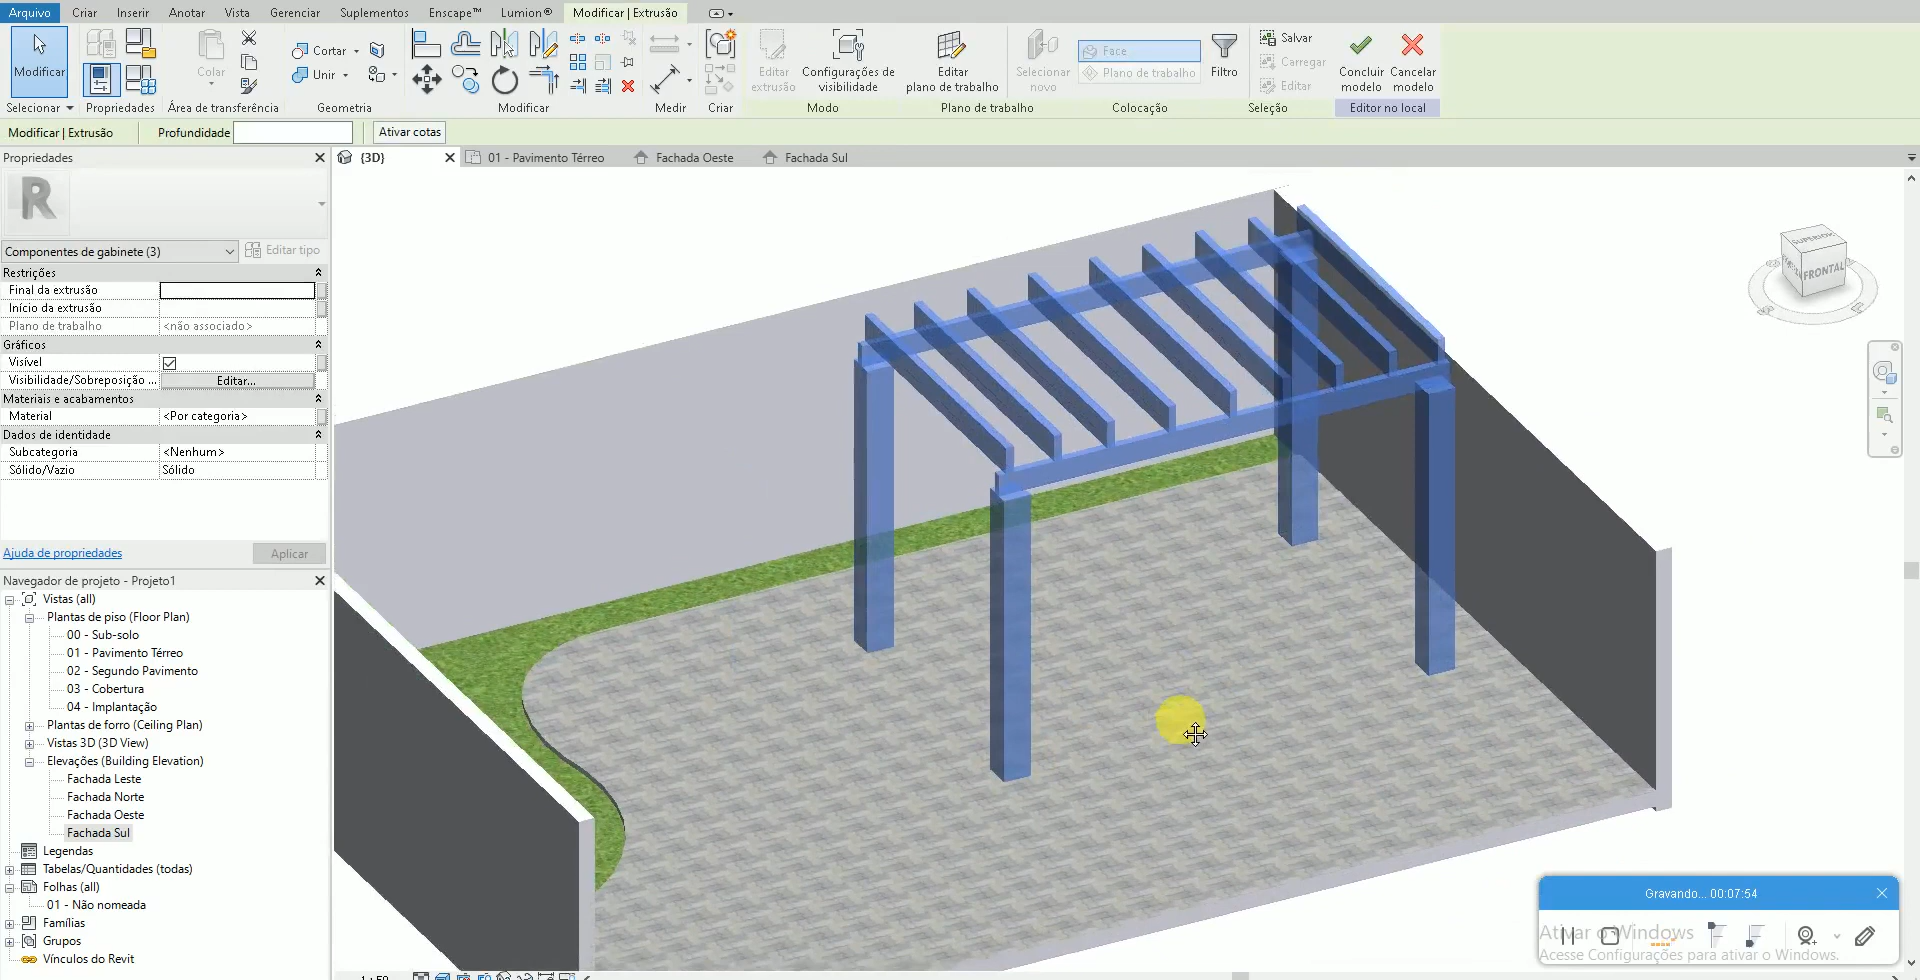 Arquivo Criar Inserir Anotar Vista Gerenciar Suplementos Enscape™ Lumion® Modificar | Extrusão
Modificar
Colar
Cortar
Unir
Editar extrusão
Configurações de visibilidade
Editar plano de trabalho
Selecionar novo
Face
Plano de trabalho
Filtro
Salvar
Carregar
Editar
Concluir modelo
Cancelar modelo
Selecionar Propriedades Área de transferência Geometria Modificar Medir Criar Modo Plano de trabalho Colocação Seleção Editor no local
Modificar | Extrusão Profundidade Ativar cotas
Propriedades
{3D} 01 - Pavimento Térreo Fachada Oeste Fachada Sul
R
Componentes de gabinete (3) Editar tipo
Restrições
Final da extrusão
Início da extrusão
Plano de trabalho <não associado>
Gráficos
Visível
Visibilidade/Sobreposição ... Editar...
Materiais e acabamentos
Material <Por categoria>
Dados de identidade
Subcategoria <Nenhum>
Sólido/Vazio Sólido
Ajuda de propriedades Aplicar
Navegador de projeto - Projeto1
Vistas (all)
Plantas de piso (Floor Plan)
00 - Sub-solo
01 - Pavimento Térreo
02 - Segundo Pavimento
03 - Cobertura
04 - Implantação
Plantas de forro (Ceiling Plan)
Vistas 3D (3D View)
Elevações (Building Elevation)
Fachada Leste
Fachada Norte
Fachada Oeste
Fachada Sul
Legendas
Tabelas/Quantidades (todas)
Folhas (all)
01 - Não nomeada
Famílias
Grupos
Vínculos do Revit
SUPERIOR
FRONTAL
Gravando... 00:07:54
Ativar o Windows
Acesse Configurações para ativar o Windows.